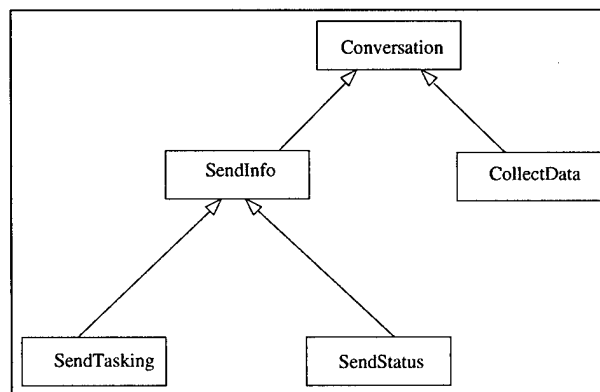 Conversation
SendInfo
CollectData
SendTasking
SendStatus